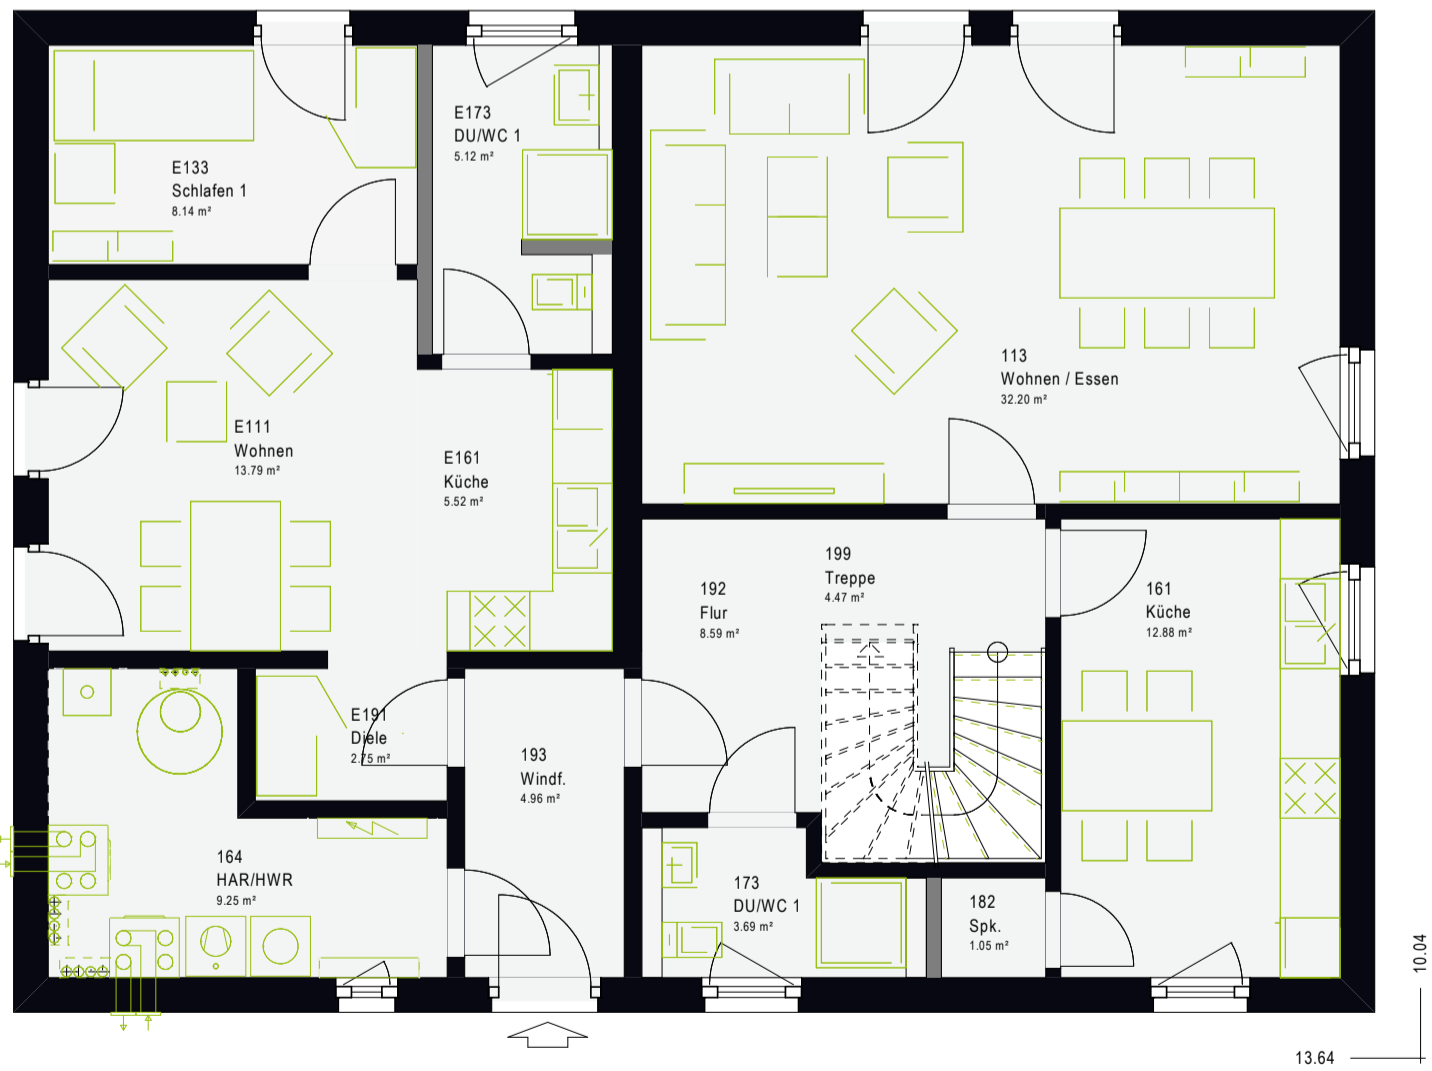 E173
DU/WC 1
5.12 m²
E133
Schlafen 1
8.14 m²
113
Wohnen / Essen
32.20 m²
E111
Wohnen
13.79 m²
E161
Küche
5.52 m²
199
Treppe
4.47 m²
192
Flur
8.59 m²
161
Küche
12.88 m²
E191
Diele
2.75 m²
193
Windf.
4.96 m²
164
HAR/HWR
9.25 m²
173
DU/WC 1
3.69 m²
182
Spk.
1.05 m²
10.04
13.64